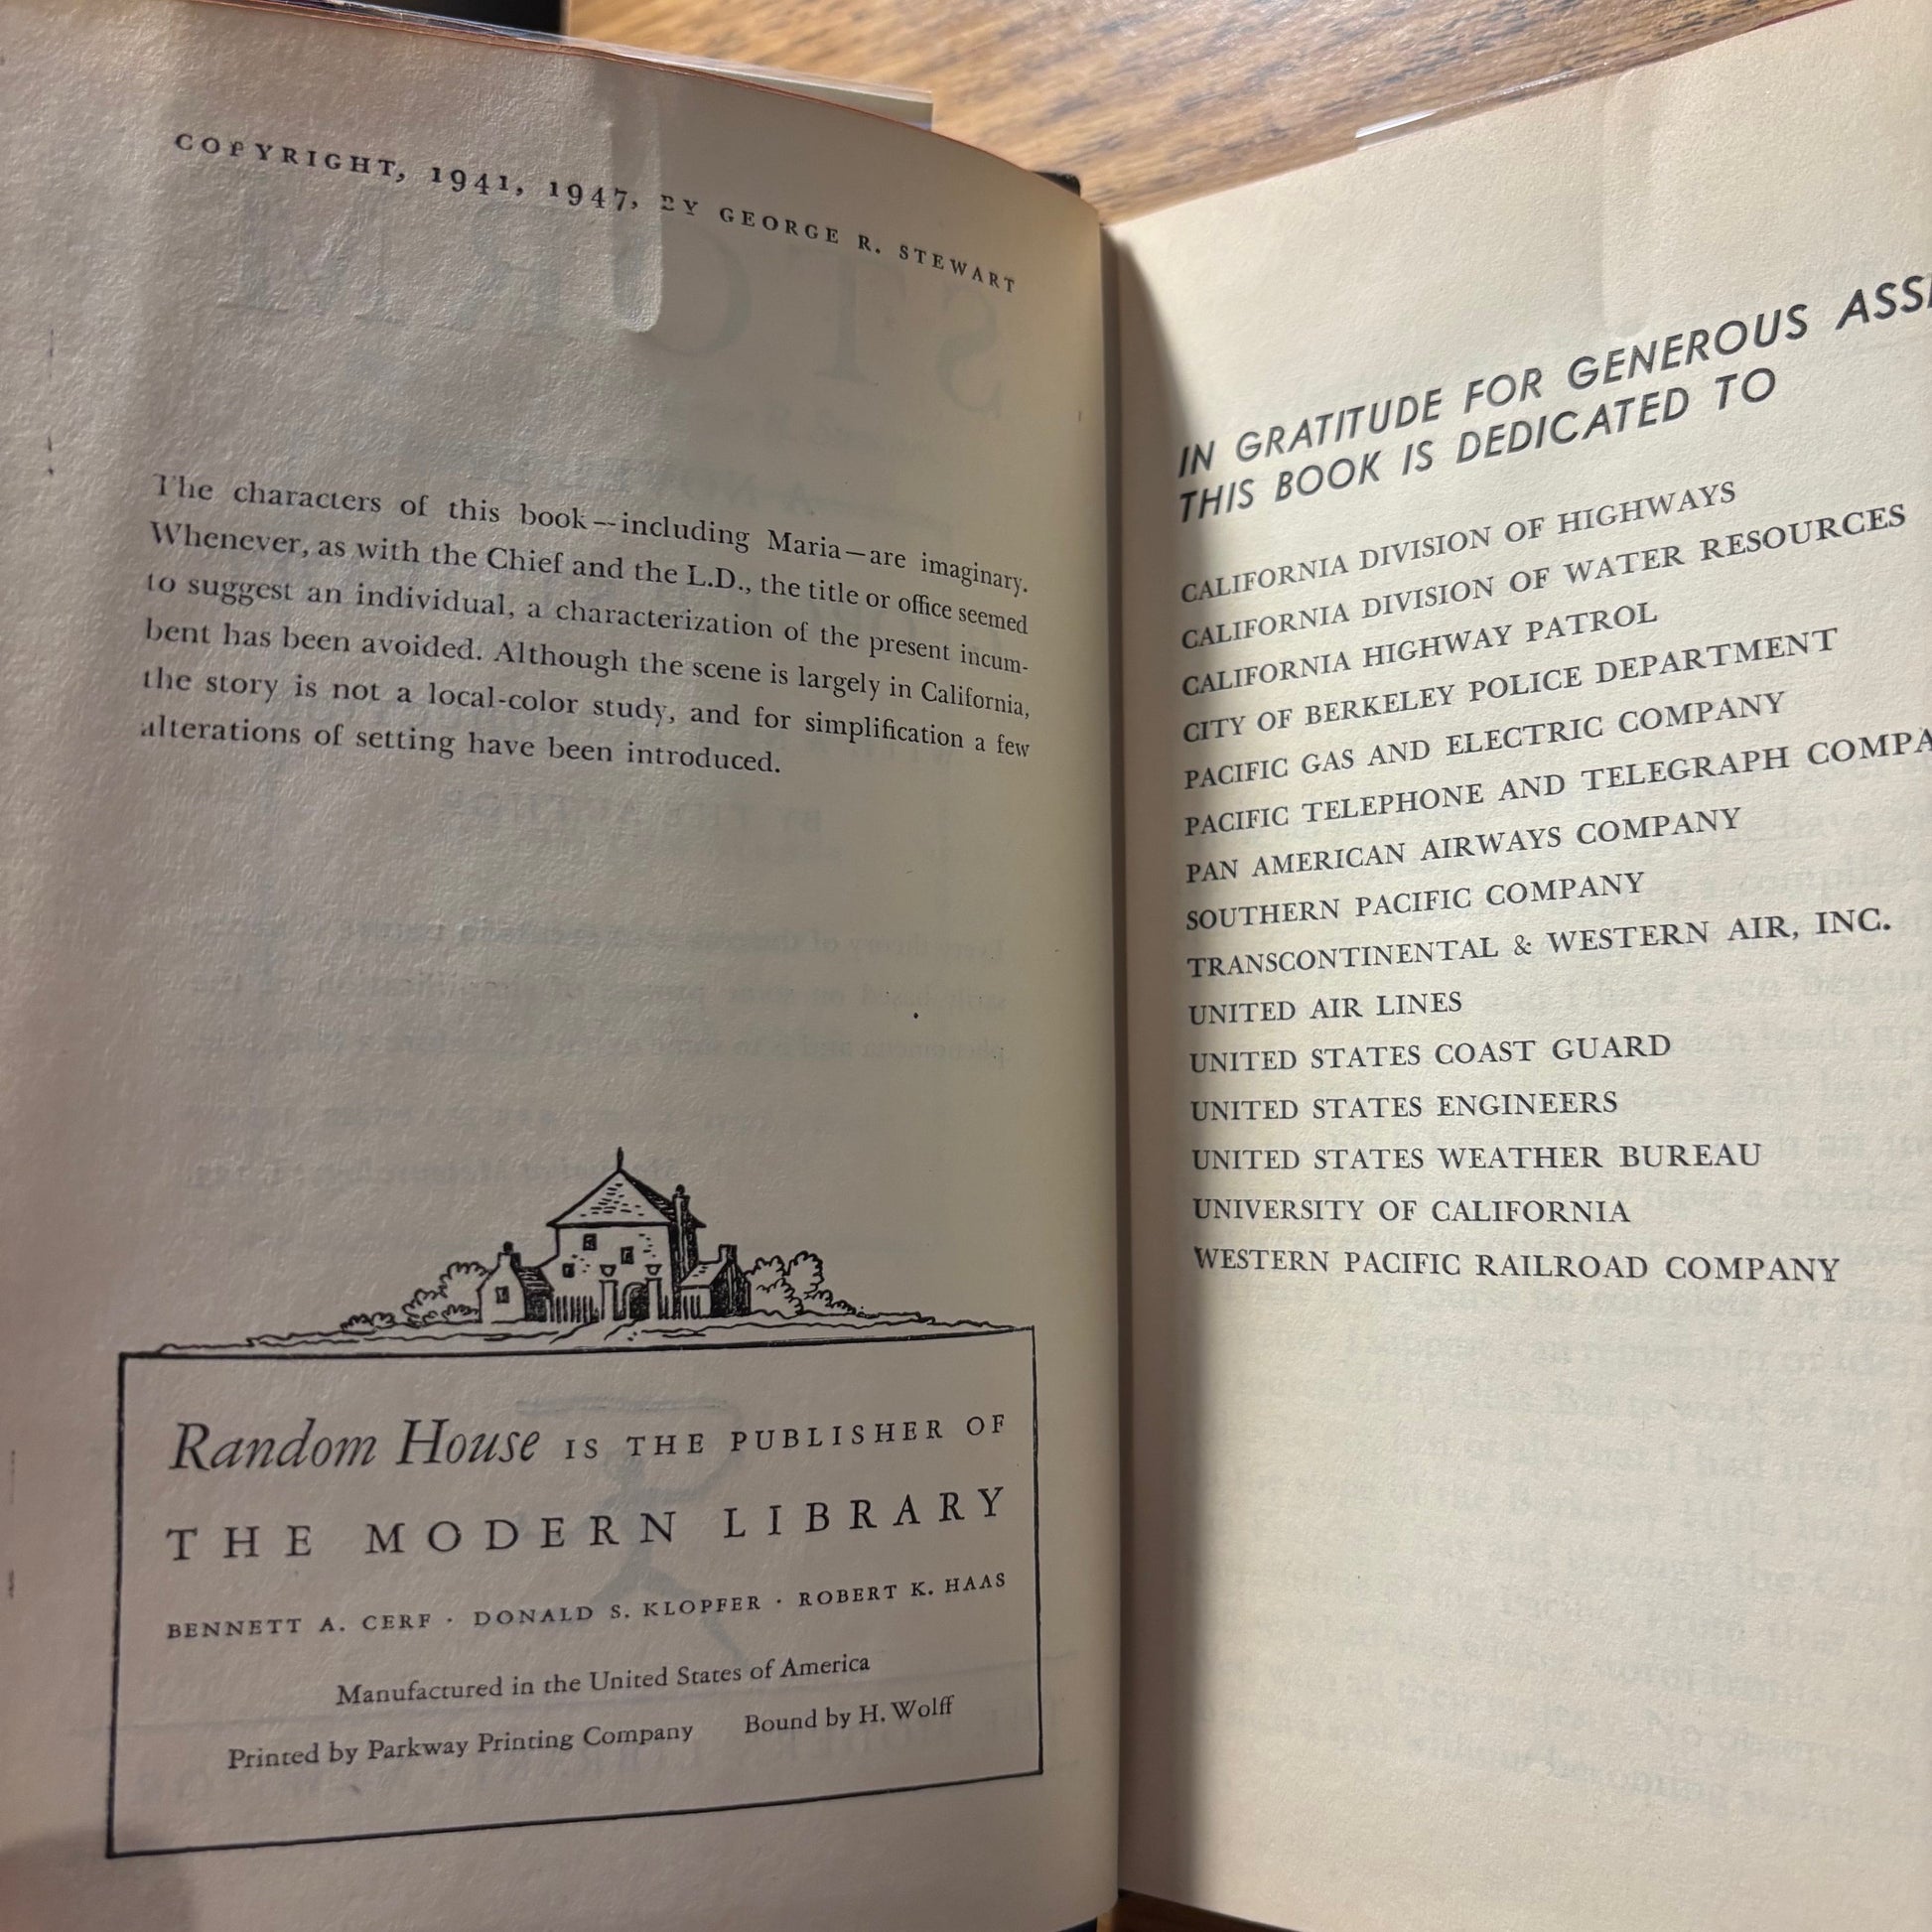 COPYRIGHT, 1941, 1947, BY GEORGE R. STEWART
The characters of this book—including Maria—are imaginary.
Whenever, as with the Chief and the L.D., the title or office seemed
to suggest an individual, a characterization of the present incum-
bent has been avoided. Although the scene is largely in California,
the story is not a local-color study, and for simplification a few
alterations of setting have been introduced.
Random House IS THE PUBLISHER OF
THE MODERN LIBRARY
BENNETT A. CERF · DONALD S. KLOPFER · ROBERT K. HAAS
Manufactured in the United States of America
Printed by Parkway Printing Company Bound by H. Wolff
IN GRATITUDE FOR GENEROUS
THIS BOOK IS DEDICATED TO
CALIFORNIA DIVISION OF HIGHWAYS
CALIFORNIA DIVISION OF WATER RESOURCES
CALIFORNIA HIGHWAY PATROL
CITY OF BERKELEY POLICE DEPARTMENT
PACIFIC GAS AND ELECTRIC COMPANY
PACIFIC TELEPHONE AND TELEGRAPH COMPA
PAN AMERICAN AIRWAYS COMPANY
SOUTHERN PACIFIC COMPANY
TRANSCONTINENTAL & WESTERN AIR, INC.
UNITED AIR LINES
UNITED STATES COAST GUARD
UNITED STATES ENGINEERS
UNITED STATES WEATHER BUREAU
UNIVERSITY OF CALIFORNIA
WESTERN PACIFIC RAILROAD COMPANY